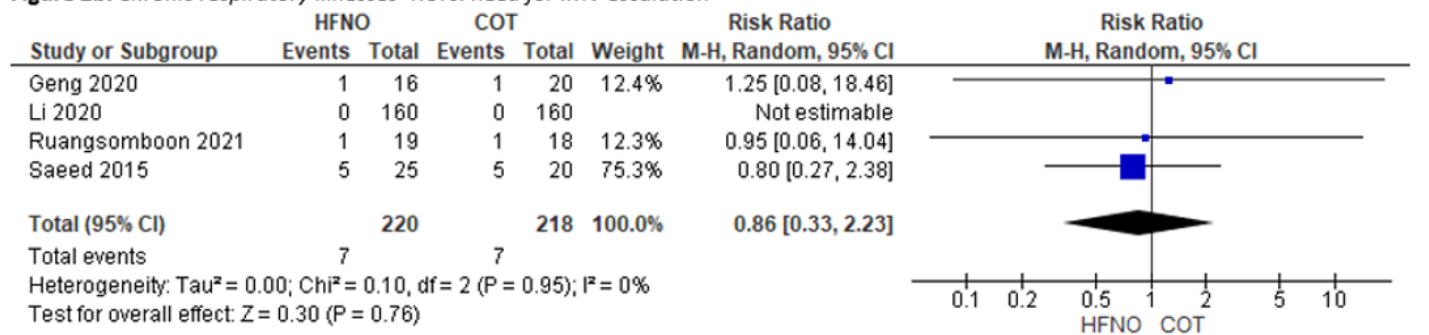 HFNO COT Risk Ratio Risk Ratio
Study or Subgroup Events Total Events Total Weight M-H, Random, 95% CI M-H, Random, 95% CI
Geng 2020 1 16 1 20 12.4% 1.25 [0.08, 18.46]
Li 2020 0 160 0 160 Not estimable
Ruangsomboon 2021 1 19 1 18 12.3% 0.95 [0.06, 14.04]
Saeed 2015 5 25 5 20 75.3% 0.80 [0.27, 2.38]
Total (95% CI) 220 218 100.0% 0.86 [0.33, 2.23]
Total events 7 7
Heterogeneity: Tau² = 0.00; Chi² = 0.10, df = 2 (P = 0.95); I² = 0%
Test for overall effect: Z = 0.30 (P = 0.76)
0.1 0.2 0.5 1 2 5 10
HFNO COT